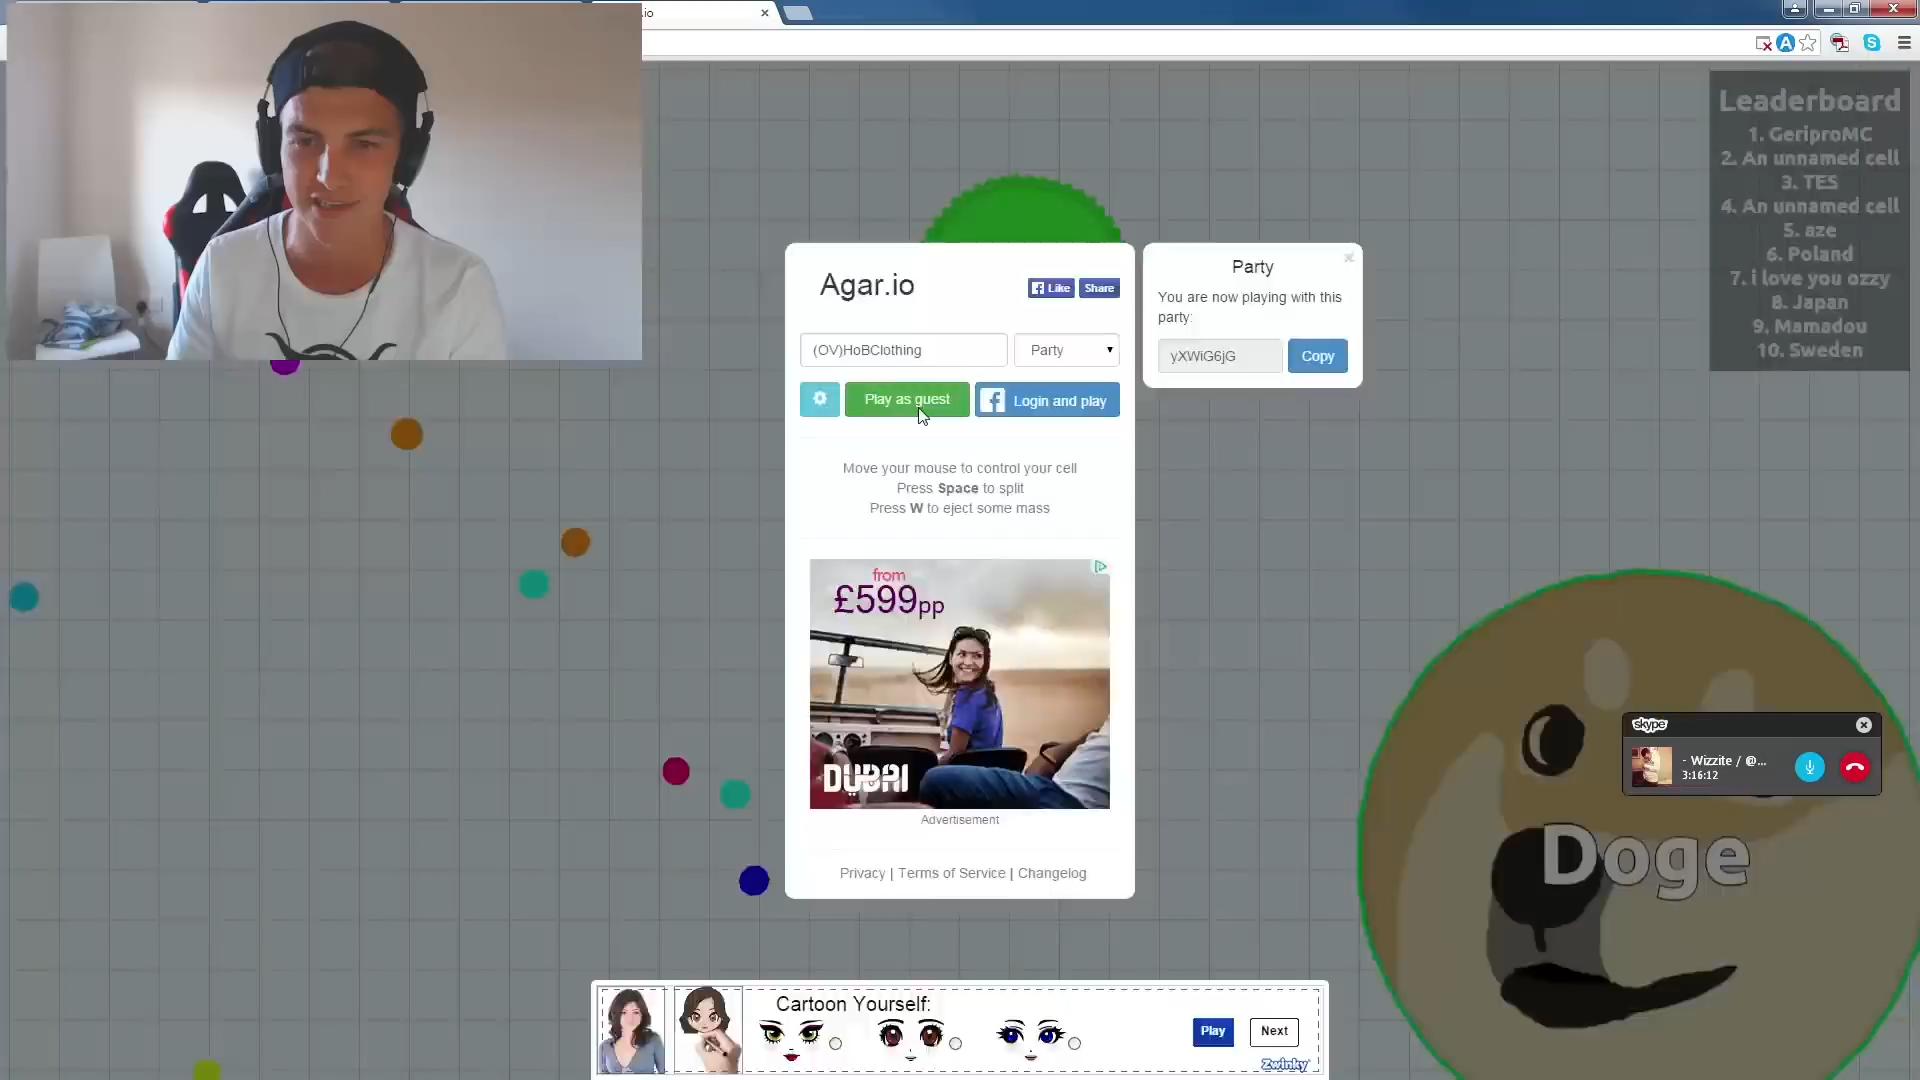 .io
Leaderboard
1. GeriproMC
2. An unnamed cell
3. TES
4. An unnamed cell
5. aze
6. Poland
7. i love you ozzy
8. Japan
9. Mamadou
10. Sweden
Agar.io
Like
Share
(OV)HoBClothing
Party
Play as guest
Login and play
Move your mouse to control your cell
Press Space to split
Press W to eject some mass
Party
You are now playing with this
party:
yXWiG6jG
Copy
from
£599pp
DUBAI
Advertisement
Privacy | Terms of Service | Changelog
skype
- Wizzite / @...
3:16:12
Doge
Cartoon Yourself:
Play
Next
Zwinky